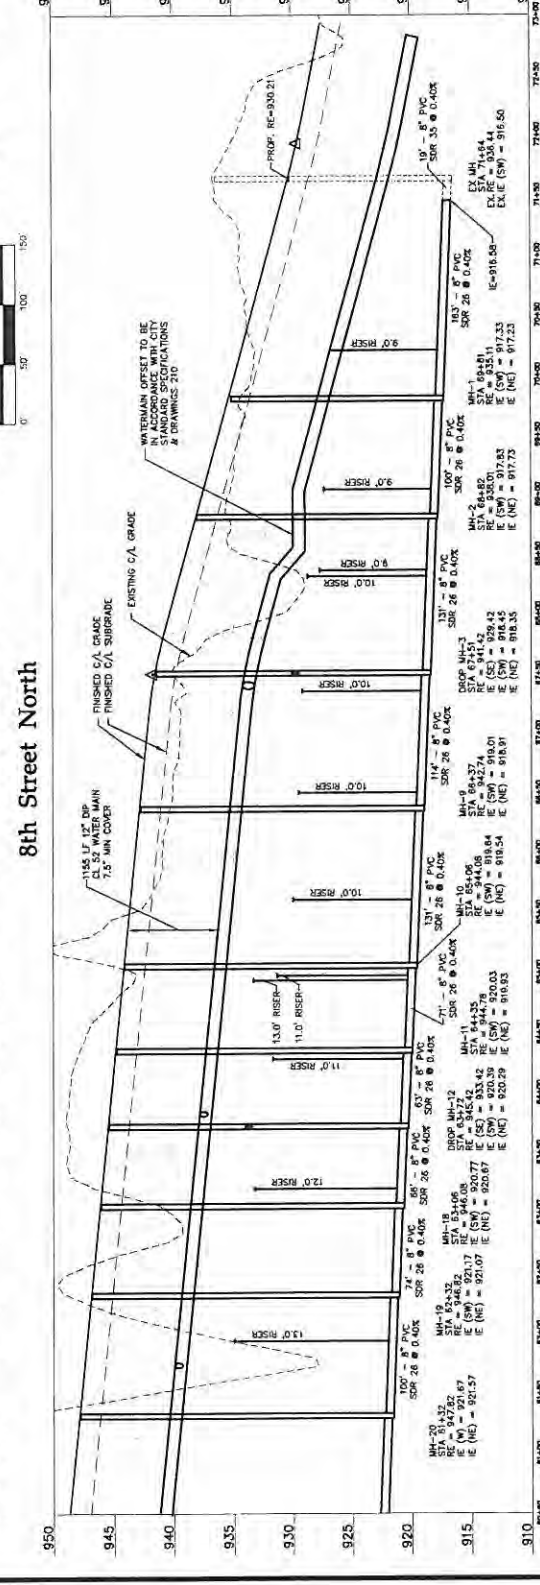 8th Street North
0
50
100
150
950
945
940
935
930
925
920
915
910
1155 LF 12" DIP
CL 52 WATER MAIN
7.5' MIN COVER
FINISHED C/L GRADE
FINISHED C/L SUBGRADE
EXISTING C/L GRADE
WATERMAIN OFFSET TO BE
IN ACCORDANCE WITH CITY
STANDARD SPECIFICATIONS
& DRAWINGS 210
PROP. RE=930.21
13.0' RISER
12.0' RISER
11.0' RISER
13.0' RISER
11.0' RISER
10.0' RISER
10.0' RISER
10.0' RISER
10.0' RISER
9.0' RISER
9.0' RISER
9.0' RISER
100' - 8" PVC
SDR 26 @ 0.40%
74' - 8" PVC
SDR 26 @ 0.40%
66' - 8" PVC
SDR 26 @ 0.40%
63' - 8" PVC
SDR 26 @ 0.40%
71' - 8" PVC
SDR 26 @ 0.40%
131' - 8" PVC
SDR 26 @ 0.40%
114' - 8" PVC
SDR 26 @ 0.40%
131' - 8" PVC
SDR 26 @ 0.40%
100' - 8" PVC
SDR 26 @ 0.40%
163' - 8" PVC
SDR 26 @ 0.40%
19' - 8" PVC
SDR 35 @ 0.40%
IE=916.58
MH-20
STA 61+32
RE = 947.82
IE (W) = 921.67
IE (NE) = 921.57
MH-19
STA 62+32
RE = 946.82
IE (SW) = 921.17
IE (NE) = 921.07
MH-18
STA 63+06
RE = 946.08
IE (SW) = 920.77
IE (NE) = 920.67
DROP MH-12
STA 63+72
RE = 945.42
IE (SE) = 933.42
IE (SW) = 920.39
IE (NE) = 920.29
MH-11
STA 64+35
RE = 944.78
IE (SW) = 920.03
IE (NE) = 919.93
MH-10
STA 65+06
RE = 944.08
IE (SW) = 919.64
IE (NE) = 919.54
MH-9
STA 66+37
RE = 942.74
IE (SW) = 919.01
IE (NE) = 918.91
DROP MH-3
STA 67+51
RE = 941.42
IE (SE) = 929.42
IE (SW) = 918.45
IE (NE) = 918.35
MH-2
STA 68+82
RE = 938.01
IE (SW) = 917.83
IE (NE) = 917.73
MH-1
STA 69+81
RE = 935.11
IE (SW) = 917.33
IE (NE) = 917.23
EX MH
STA 71+64
EX. RE = 936.44
EX. IE (SW) = 916.50